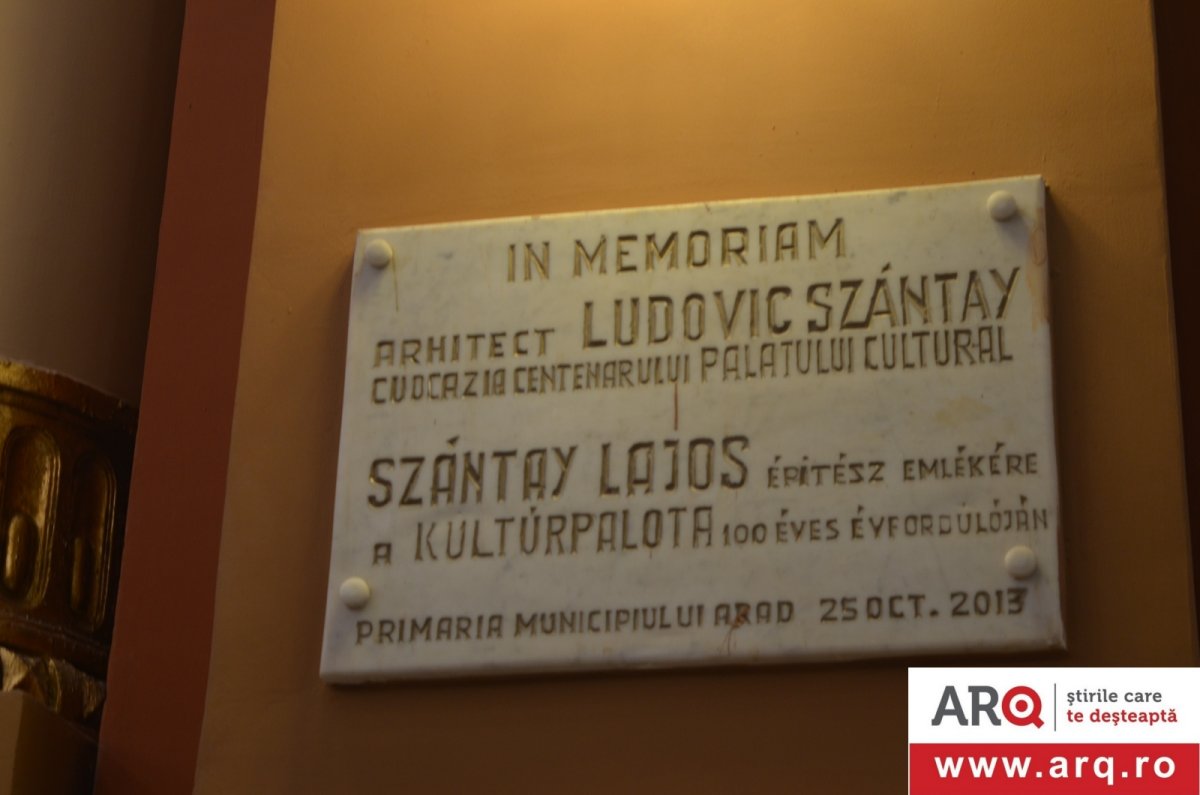 IN MEMORIAM
ARHITECT LUDOVIC SZÁNTAY
CU OCAZIA CENTENARULUI PALATULUI CULTURAL
SZÁNTAY LAJOS ÉPITÉSZ EMLÉKÉRE
A KULTÚRPALOTA 100 ÉVES ÉVFORDULÓJÁN
PRIMARIA MUNICIPIULUI ARAD 25 OCT. 2013
ARQ
știrile care
te deșteaptă
www.arq.ro